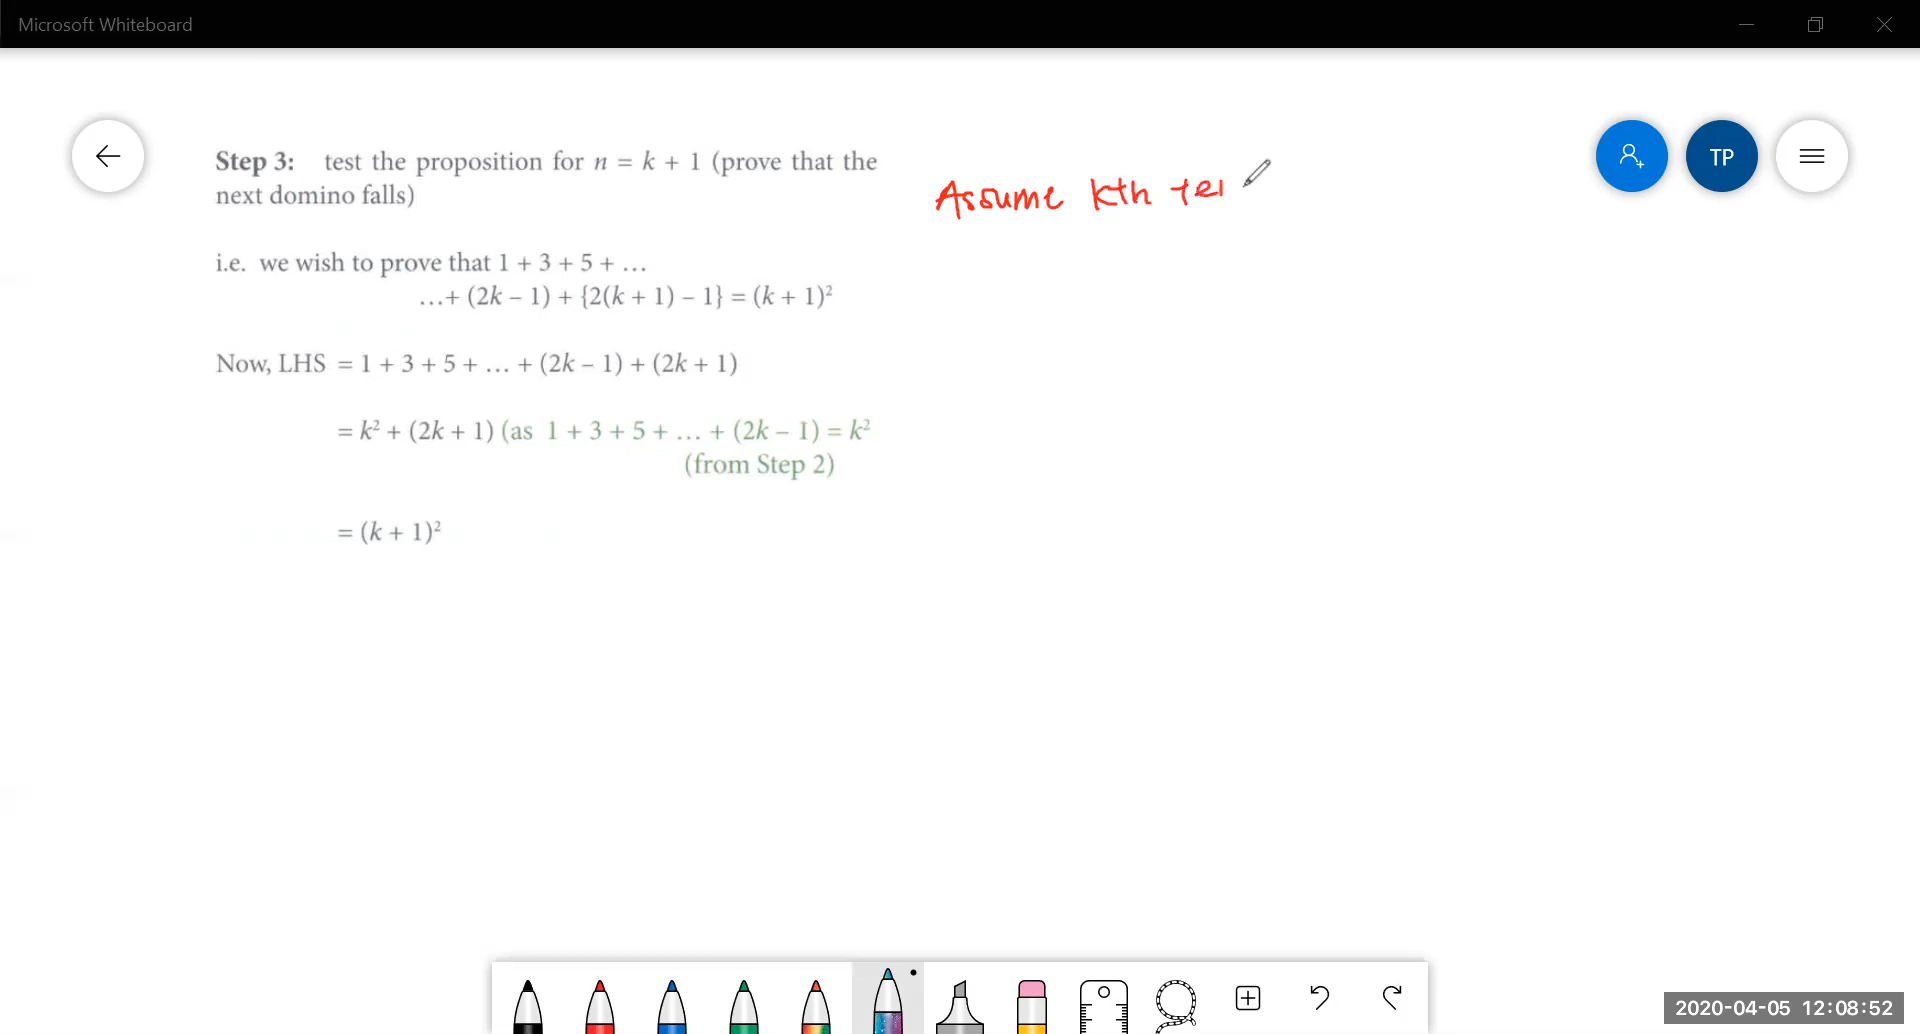 Microsoft Whiteboard
TP
Step 3: test the proposition for n = k + 1 (prove that the
next domino falls)
Assume kth
i.e. we wish to prove that 1 + 3 + 5 + …
…+ (2k – 1) + {2(k + 1) – 1} = (k + 1)²
Now, LHS = 1 + 3 + 5 + … + (2k – 1) + (2k + 1)
= k² + (2k + 1) (as 1 + 3 + 5 + … + (2k – 1) = k²
(from Step 2)
= (k + 1)²
2020-04-05 12:08:52